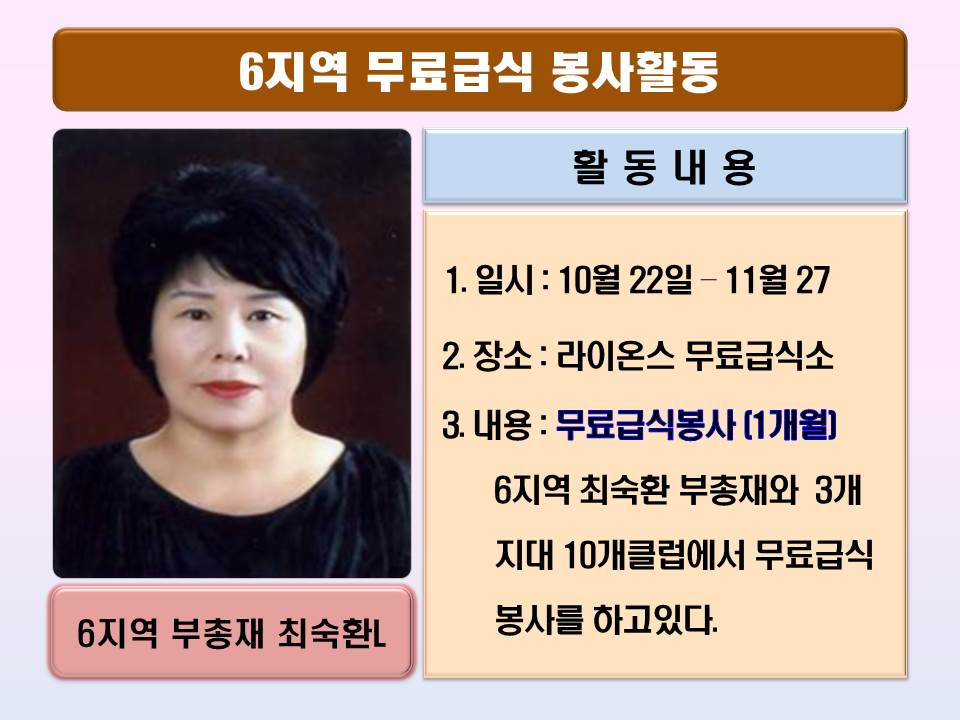 6지역 무료급식 봉사활동
활 동 내 용
1. 일시 : 10월 22일 – 11월 27
2. 장소 : 라이온스 무료급식소
3. 내용 : 무료급식봉사 (1개월)
6지역 최숙환 부총재와 3개
지대 10개클럽에서 무료급식
봉사를 하고있다.
6지역 부총재 최숙환L